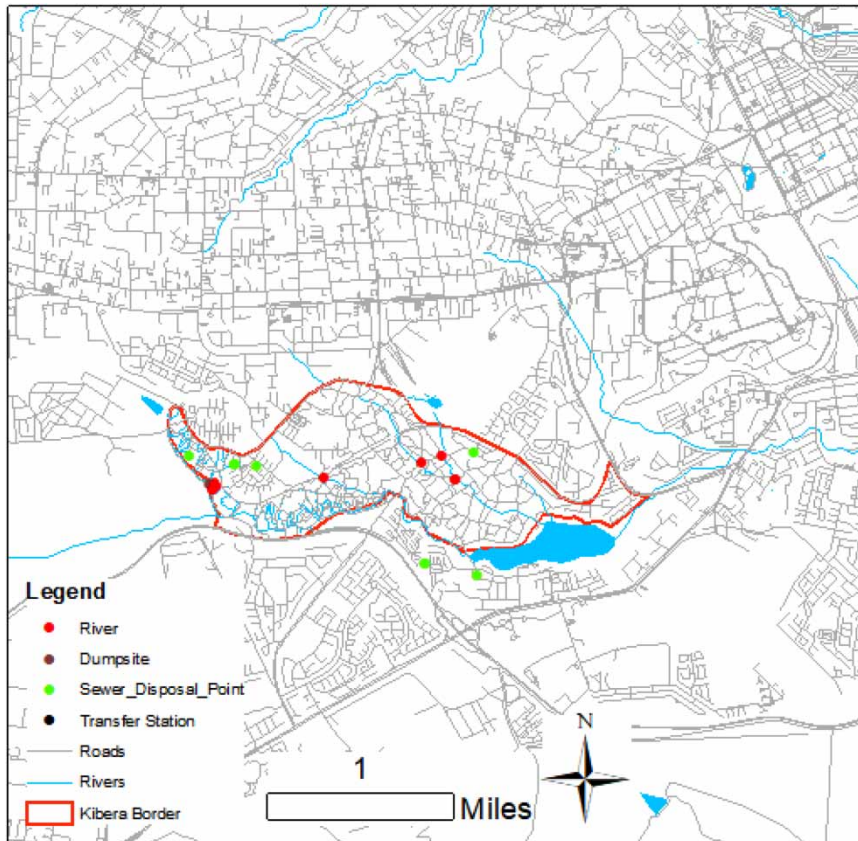 Legend
River
Dumpsite
Sewer_Disposal_Point
Transfer Station
Roads
Rivers
Kibera Border
1
Miles
N